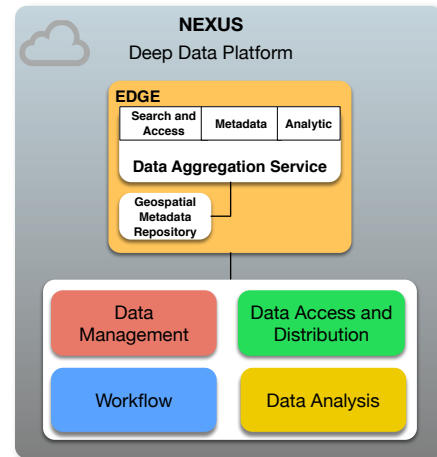 NEXUS
Deep Data Platform
EDGE
Search and
Access
Metadata
Analytic
Data Aggregation Service
Geospatial
Metadata
Repository
Data
Management
Data Access and
Distribution
Workflow
Data Analysis